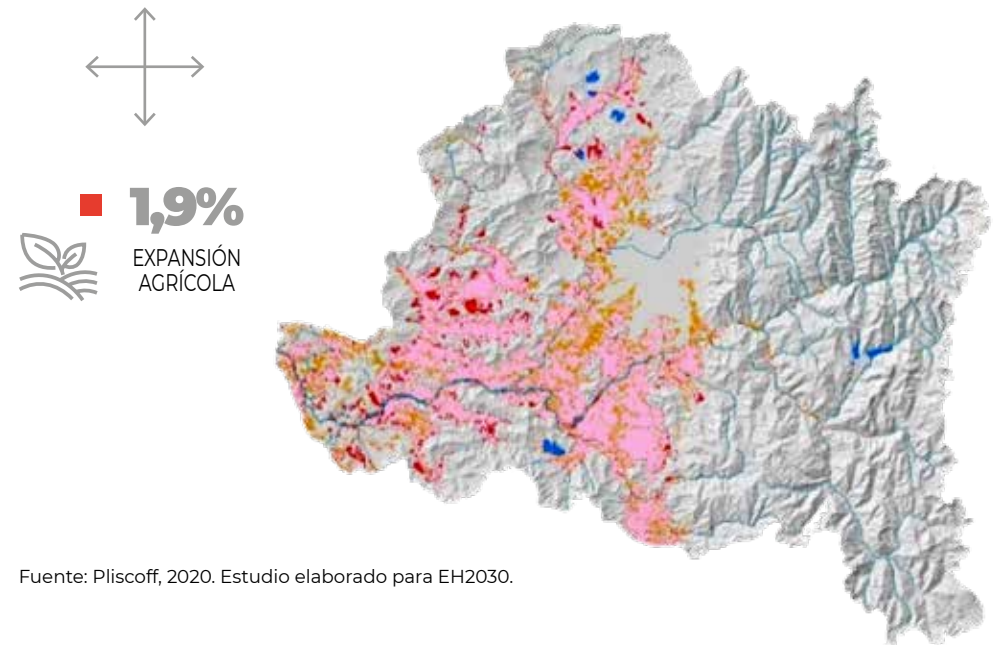 1,9%
EXPANSIÓN
AGRÍCOLA
Fuente: Pliscoff, 2020. Estudio elaborado para EH2030.